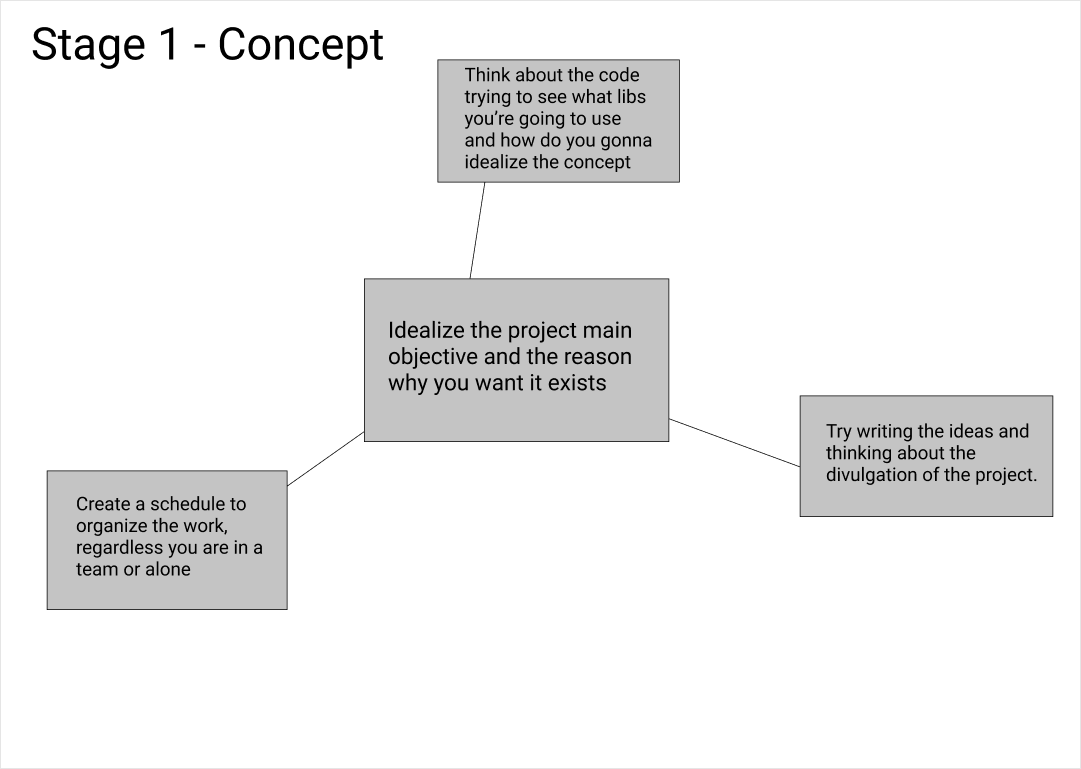 Stage 1 - Concept
Think about the code
trying to see what libs
you’re going to use
and how do you gonna
idealize the concept
Idealize the project main
objective and the reason
why you want it exists
Try writing the ideas and
thinking about the
divulgation of the project.
Create a schedule to
organize the work,
regardless you are in a
team or alone